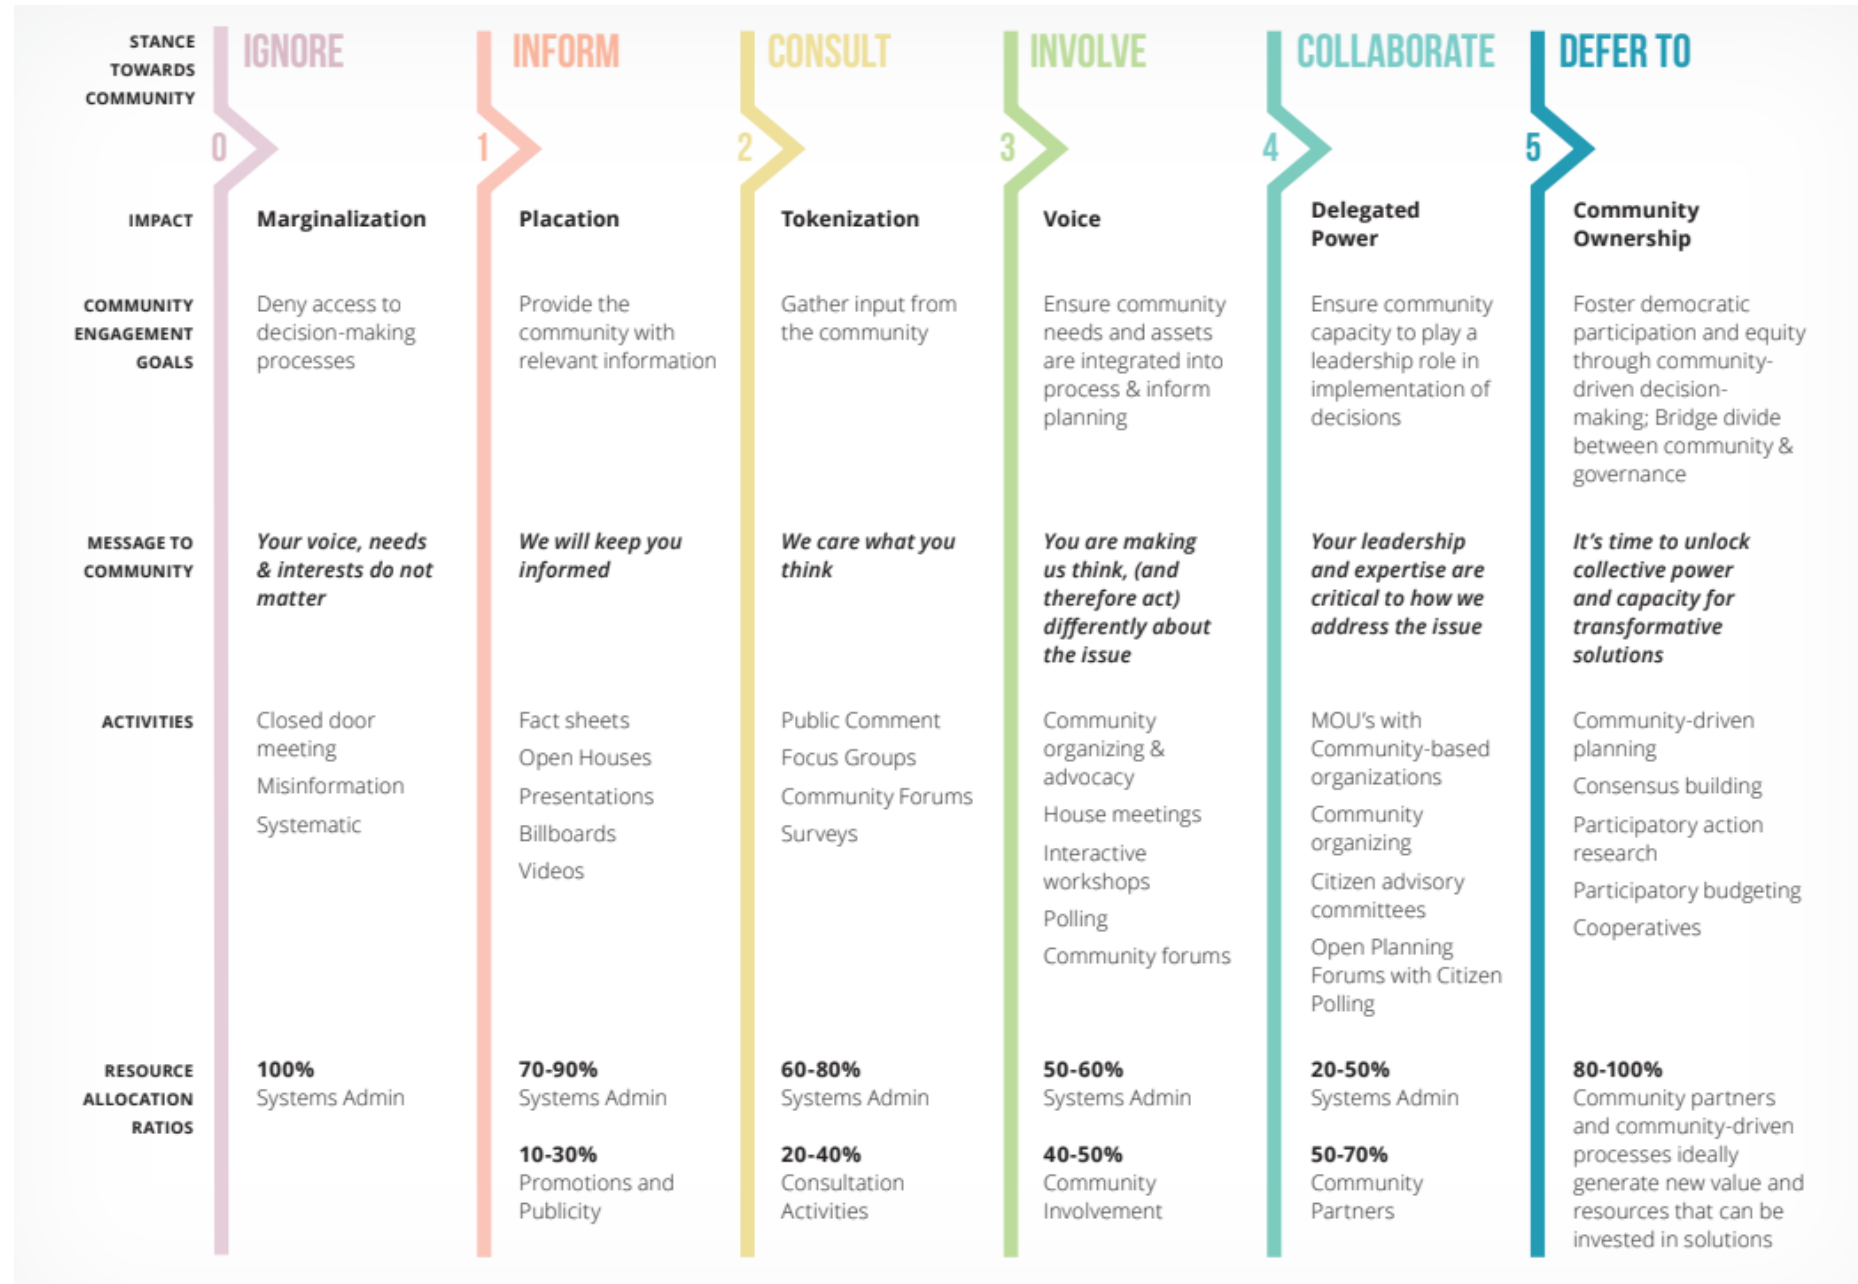 STANCE
TOWARDS
COMMUNITY
IGNORE
INFORM
CONSULT
INVOLVE
COLLABORATE
DEFER TO
0
1
2
3
4
5
IMPACT
Marginalization
Placation
Tokenization
Voice
Delegated
Power
Community
Ownership
COMMUNITY
ENGAGEMENT
GOALS
Deny access to
decision-making
processes
Provide the
community with
relevant information
Gather input from
the community
Ensure community
needs and assets
are integrated into
process & inform
planning
Ensure community
capacity to play a
leadership role in
implementation of
decisions
Foster democratic
participation and equity
through community-
driven decision-
making; Bridge divide
between community &
governance
MESSAGE TO
COMMUNITY
Your voice, needs
& interests do not
matter
We will keep you
informed
We care what you
think
You are making
us think, (and
therefore act)
differently about
the issue
Your leadership
and expertise are
critical to how we
address the issue
It's time to unlock
collective power
and capacity for
transformative
solutions
ACTIVITIES
Closed door
meeting
Misinformation
Systematic
Fact sheets
Open Houses
Presentations
Billboards
Videos
Public Comment
Focus Groups
Community Forums
Surveys
Community
organizing &
advocacy
House meetings
Interactive
workshops
Polling
Community forums
MOU's with
Community-based
organizations
Community
organizing
Citizen advisory
committees
Open Planning
Forums with Citizen
Polling
Community-driven
planning
Consensus building
Participatory action
research
Participatory budgeting
Cooperatives
RESOURCE
ALLOCATION
RATIOS
100%
Systems Admin
70-90%
Systems Admin
10-30%
Promotions and
Publicity
60-80%
Systems Admin
20-40%
Consultation
Activities
50-60%
Systems Admin
40-50%
Community
Involvement
20-50%
Systems Admin
50-70%
Community
Partners
80-100%
Community partners
and community-driven
processes ideally
generate new value and
resources that can be
invested in solutions